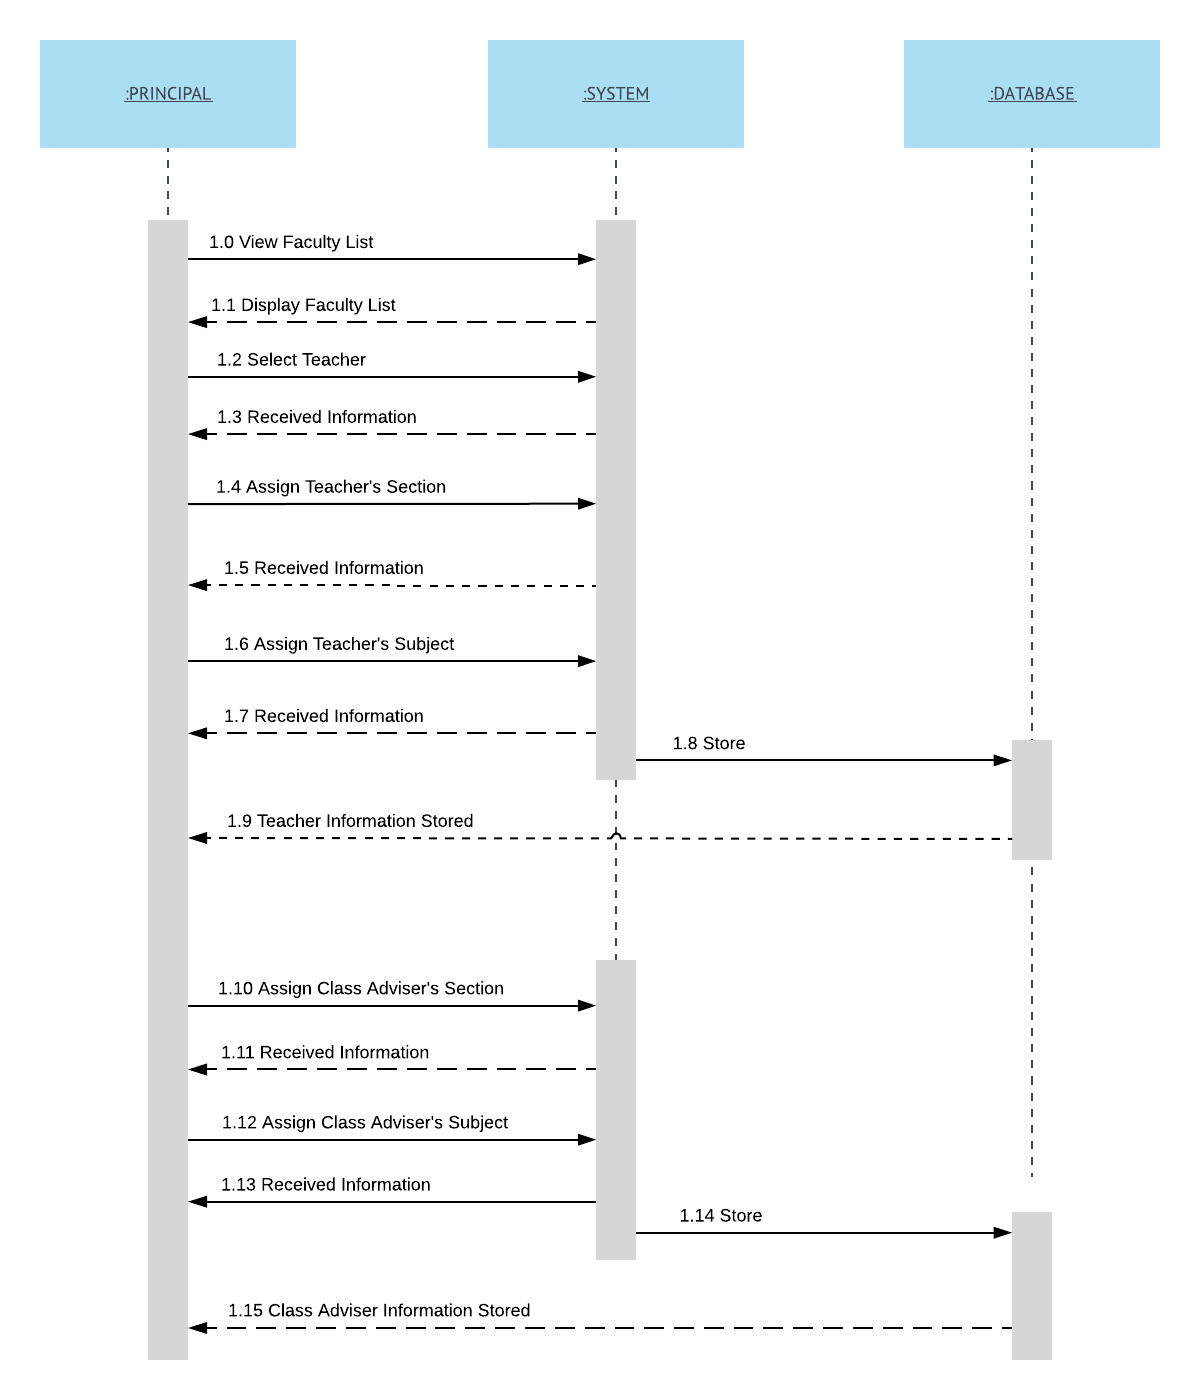 :PRINCIPAL
:SYSTEM
:DATABASE
1.0 View Faculty List
1.1 Display Faculty List
1.2 Select Teacher
1.3 Received Information
1.4 Assign Teacher's Section
1.5 Received Information
1.6 Assign Teacher's Subject
1.7 Received Information
1.8 Store
1.9 Teacher Information Stored
1.10 Assign Class Adviser's Section
1.11 Received Information
1.12 Assign Class Adviser's Subject
1.13 Received Information
1.14 Store
1.15 Class Adviser Information Stored